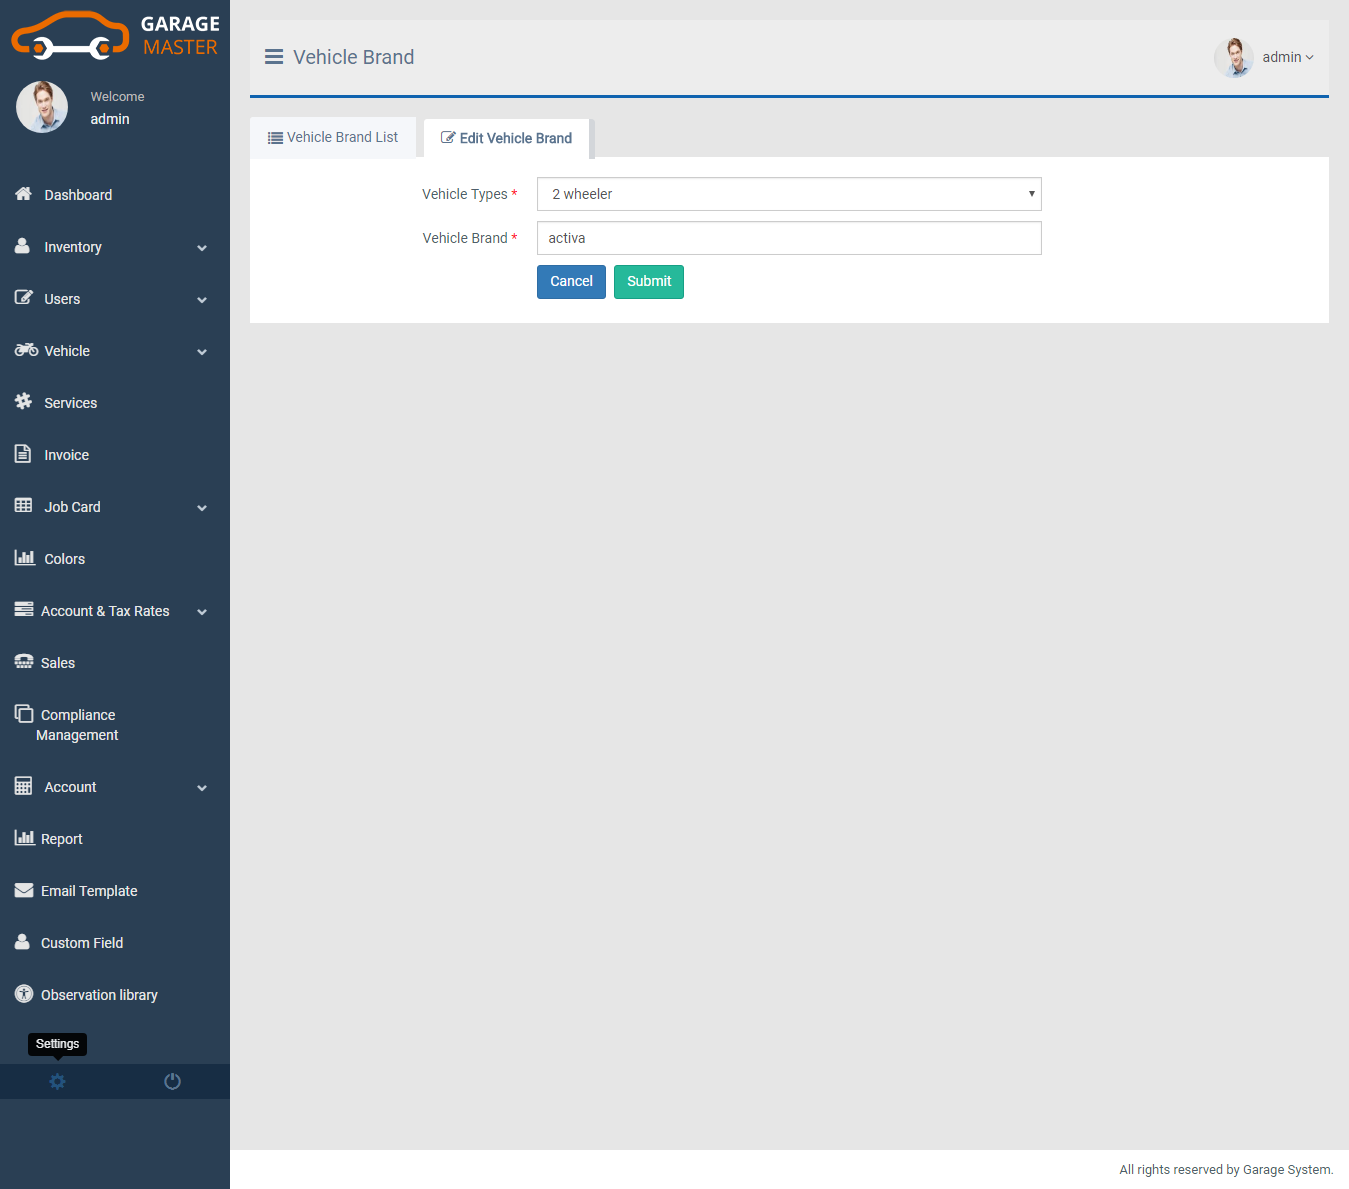 GARAGE
MASTER
Welcome
admin
Dashboard
Inventory
Users
Vehicle
Services
Invoice
Job Card
Colors
Account & Tax Rates
Sales
Compliance
Management
Account
Report
Email Template
Custom Field
Observation library
Settings
Vehicle Brand
admin
Vehicle Brand List
Edit Vehicle Brand
Vehicle Types *
2 wheeler
Vehicle Brand *
activa
Cancel
Submit
All rights reserved by Garage System.